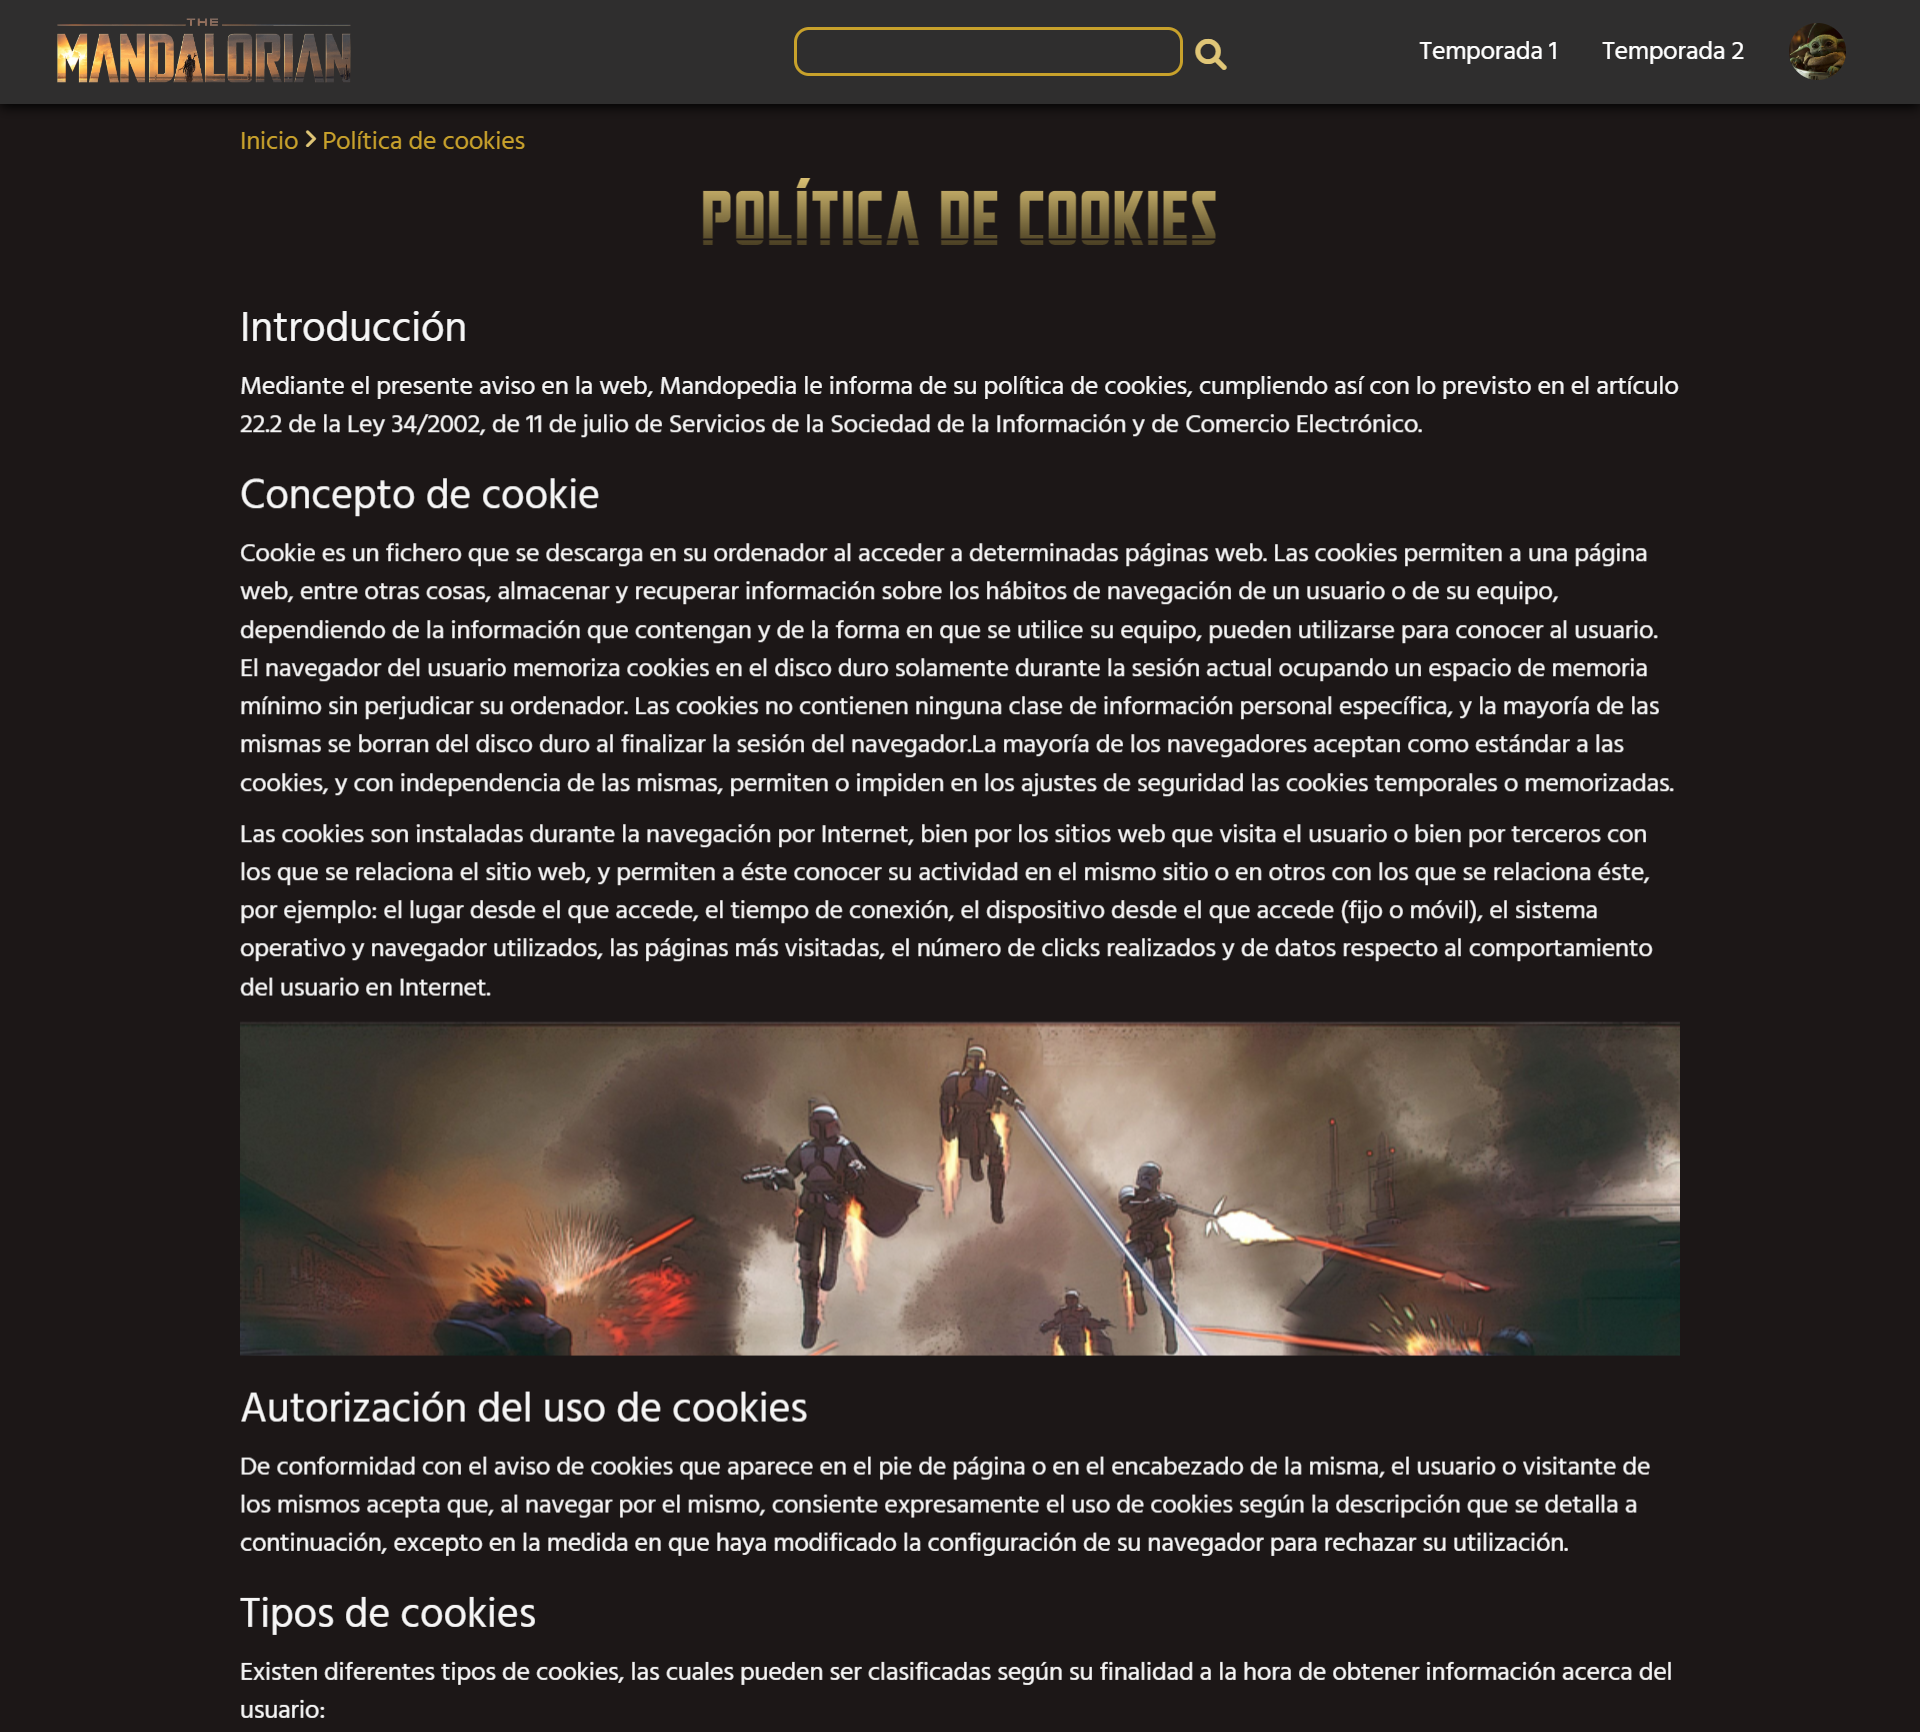 THE
MANDALORIAN
Temporada 1
Temporada 2
Inicio
Política de cookies
POLÍTICA DE COOKIES
Introducción
Mediante el presente aviso en la web, Mandopedia le informa de su política de cookies, cumpliendo así con lo previsto en el artículo
22.2 de la Ley 34/2002, de 11 de julio de Servicios de la Sociedad de la Información y de Comercio Electrónico.
Concepto de cookie
Cookie es un fichero que se descarga en su ordenador al acceder a determinadas páginas web. Las cookies permiten a una página
web, entre otras cosas, almacenar y recuperar información sobre los hábitos de navegación de un usuario o de su equipo,
dependiendo de la información que contengan y de la forma en que se utilice su equipo, pueden utilizarse para conocer al usuario.
El navegador del usuario memoriza cookies en el disco duro solamente durante la sesión actual ocupando un espacio de memoria
mínimo sin perjudicar su ordenador. Las cookies no contienen ninguna clase de información personal específica, y la mayoría de las
mismas se borran del disco duro al finalizar la sesión del navegador.La mayoría de los navegadores aceptan como estándar a las
cookies, y con independencia de las mismas, permiten o impiden en los ajustes de seguridad las cookies temporales o memorizadas.
Las cookies son instaladas durante la navegación por Internet, bien por los sitios web que visita el usuario o bien por terceros con
los que se relaciona el sitio web, y permiten a éste conocer su actividad en el mismo sitio o en otros con los que se relaciona éste,
por ejemplo: el lugar desde el que accede, el tiempo de conexión, el dispositivo desde el que accede (fijo o móvil), el sistema
operativo y navegador utilizados, las páginas más visitadas, el número de clicks realizados y de datos respecto al comportamiento
del usuario en Internet.
Autorización del uso de cookies
De conformidad con el aviso de cookies que aparece en el pie de página o en el encabezado de la misma, el usuario o visitante de
los mismos acepta que, al navegar por el mismo, consiente expresamente el uso de cookies según la descripción que se detalla a
continuación, excepto en la medida en que haya modificado la configuración de su navegador para rechazar su utilización.
Tipos de cookies
Existen diferentes tipos de cookies, las cuales pueden ser clasificadas según su finalidad a la hora de obtener información acerca del
usuario: